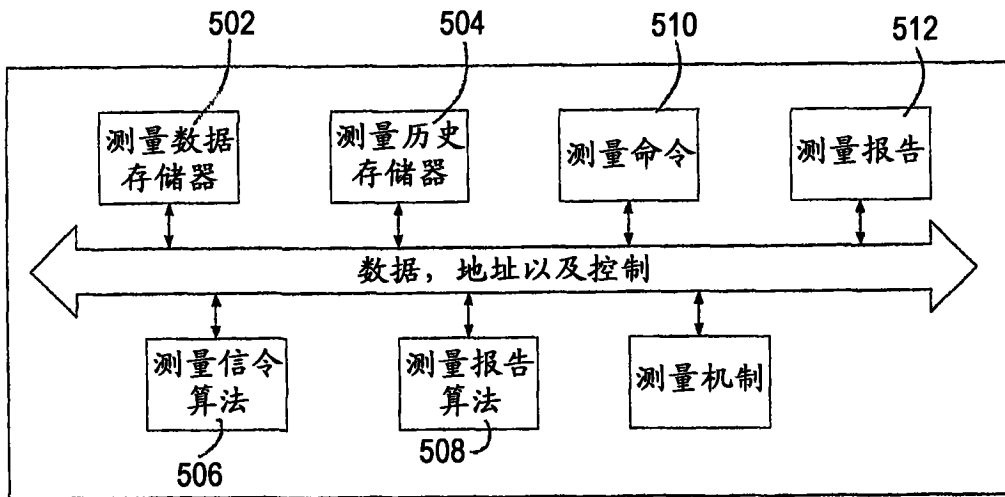 502 504 510 512
测量数据
存储器
测量历史
存储器
测量命令
测量报告
数据，地址以及控制
测量信令
算法
测量报告
算法
测量机制
506 508